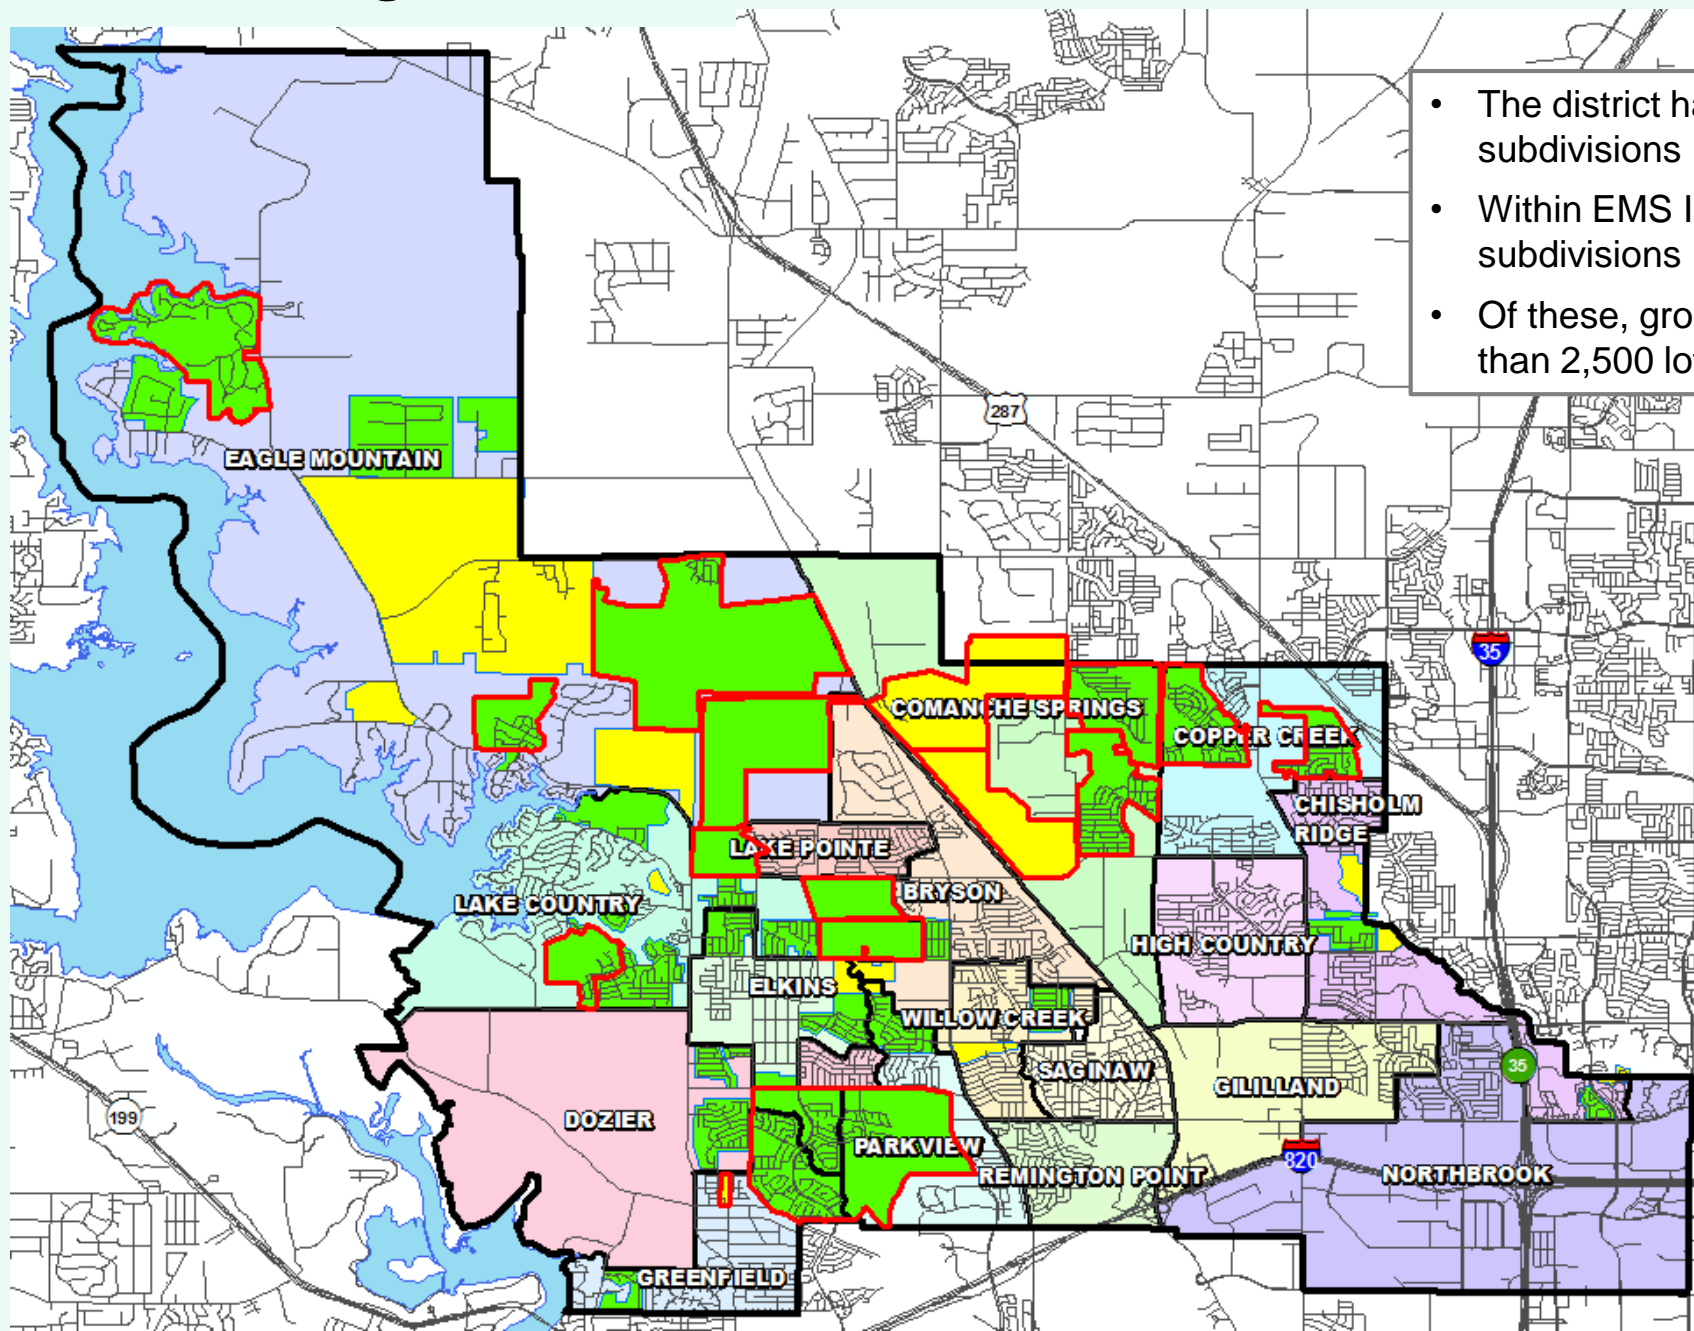 • The district
subdivisions
• Within EMS
subdivisions
• Of these,
than 2,500
287
EAGLE MOUNTAIN
35
COMANCHE SPRINGS
COPPER CREEK
CHISHOLM
RIDGE
LAKE POINTE
BRYSON
LAKE COUNTRY
HIGH COUNTRY
ELKINS
WILLOW CREEK
SAGINAW
35
GILILLAND
199
DOZIER
PARKVIEW
REMINGTON POINT
820
NORTHBROOK
GREENFIELD